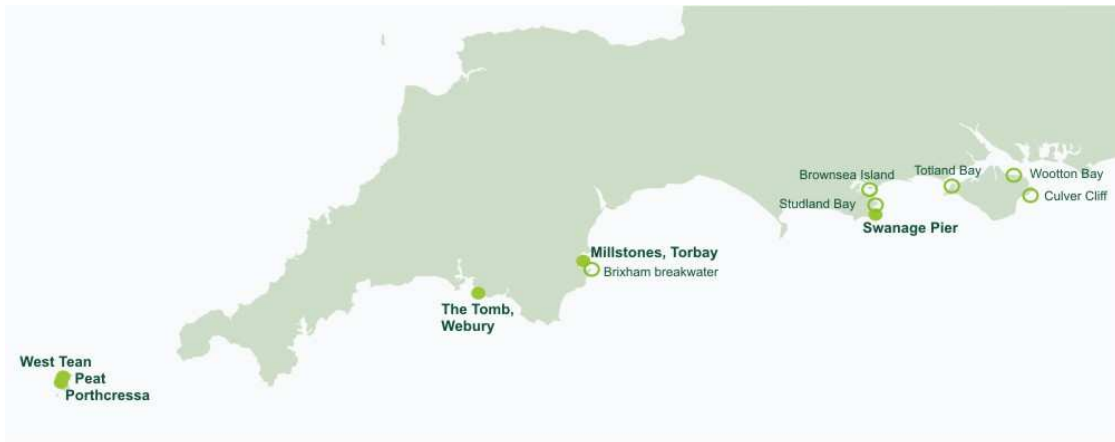 Brownsea Island
Totland Bay
Wootton Bay
Studland Bay
Culver Cliff
Swanage Pier
Millstones, Torbay
Brixham breakwater
The Tomb,
Webury
West Tean
Peat
Porthcressa